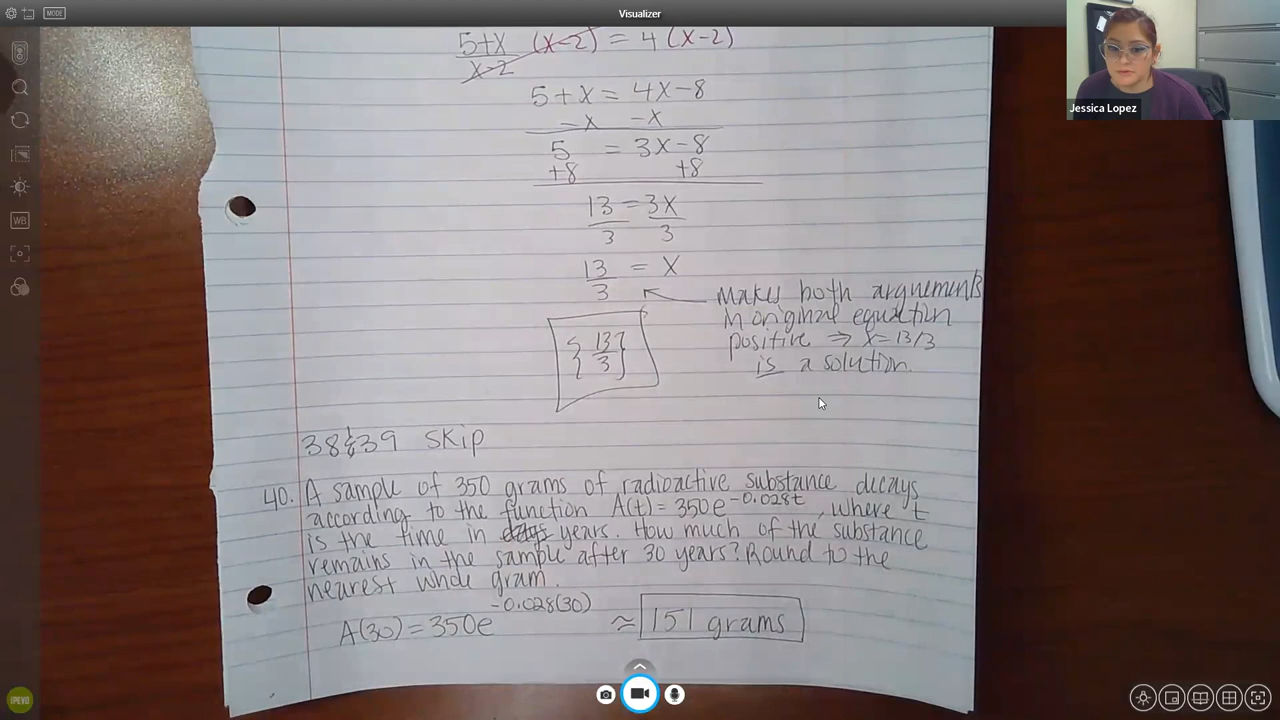 MODE
Visualizer
Jessica Lopez
5+x (x-2) = 4 (x-2)
x-2
5+x = 4x-8
-x -x
5 = 3x-8
+8 +8
13 = 3x
3 3
13 = x
3
makes both arguements
in original equation
positive ⇒ x=13/3
is a solution.
{13/3}
38&39 skip
40. A sample of 350 grams of radioactive substance decays
according to the function A(t) = 350e^-0.028t, where t
is the time in days years. How much of the substance
remains in the sample after 30 years? Round to the
nearest whole gram.
A(30) = 350e^-0.028(30) ≈ 151 grams
WB
IPEVO